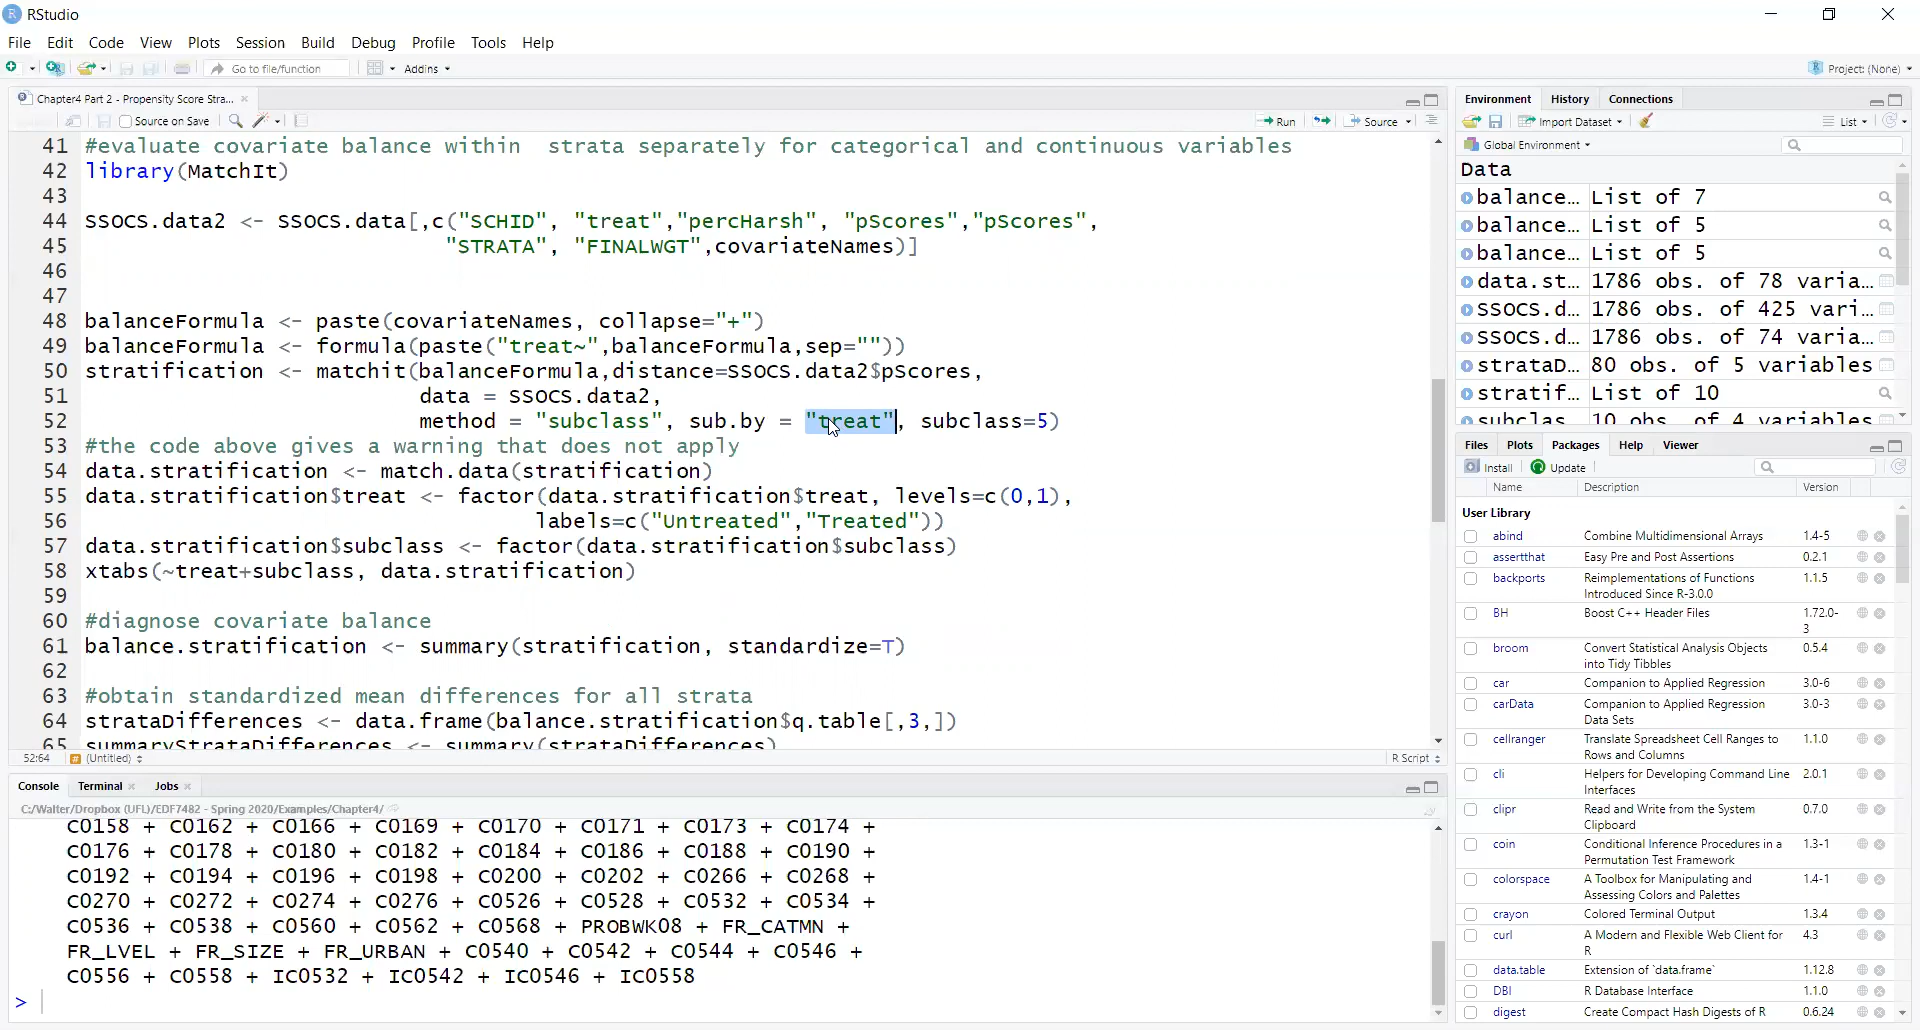 RStudio
File Edit Code View Plots Session Build Debug Profile Tools Help
Go to file/function Addins Project: (None)
Chapter4 Part 2 - Propensity Score Stra...
Source on Save Run Source
41 #evaluate covariate balance within  strata separately for categorical and continuous variables
42 library(MatchIt)
43
44 SSOCS.data2 <- SSOCS.data[,c("SCHID", "treat","percHarsh", "pScores","pScores",
45 "STRATA", "FINALWGT",covariateNames)]
46
47
48 balanceFormula <- paste(covariateNames, collapse="+")
49 balanceFormula <- formula(paste("treat~",balanceFormula,sep=""))
50 stratification <- matchit(balanceFormula,distance=SSOCS.data2$pScores,
51 data = SSOCS.data2,
52 method = "subclass", sub.by = "treat", subclass=5)
53 #the code above gives a warning that does not apply
54 data.stratification <- match.data(stratification)
55 data.stratification$treat <- factor(data.stratification$treat, levels=c(0,1),
56 labels=c("Untreated","Treated"))
57 data.stratification$subclass <- factor(data.stratification$subclass)
58 xtabs(~treat+subclass, data.stratification)
59
60 #diagnose covariate balance
61 balance.stratification <- summary(stratification, standardize=T)
62
63 #obtain standardized mean differences for all strata
64 strataDifferences <- data.frame(balance.stratification$q.table[,3,])
65 summaryStrataDifferences <- summary(strataDifferences)
52:64 (Untitled) R Script
Console Terminal Jobs
C:/Walter/Dropbox (UFL)/EDF7482 - Spring 2020/Examples/Chapter4/
C0158 + C0162 + C0166 + C0169 + C0170 + C0171 + C0173 + C0174 +
C0176 + C0178 + C0180 + C0182 + C0184 + C0186 + C0188 + C0190 +
C0192 + C0194 + C0196 + C0198 + C0200 + C0202 + C0266 + C0268 +
C0270 + C0272 + C0274 + C0276 + C0526 + C0528 + C0532 + C0534 +
C0536 + C0538 + C0560 + C0562 + C0568 + PROBWK08 + FR_CATMN +
FR_LVEL + FR_SIZE + FR_URBAN + C0540 + C0542 + C0544 + C0546 +
C0556 + C0558 + IC0532 + IC0542 + IC0546 + IC0558
>
Environment History Connections
Import Dataset List
Global Environment
Data
balance... List of 7
balance... List of 5
balance... List of 5
data.st... 1786 obs. of 78 varia...
SSOCS.d... 1786 obs. of 425 vari...
SSOCS.d... 1786 obs. of 74 varia...
strataD... 80 obs. of 5 variables
stratif... List of 10
subclas... 10 obs. of 4 variables
Files Plots Packages Help Viewer
Install Update
Name Description Version
User Library
abind Combine Multidimensional Arrays 1.4-5
assertthat Easy Pre and Post Assertions 0.2.1
backports Reimplementations of Functions 1.1.5
Introduced Since R-3.0.0
BH Boost C++ Header Files 1.72.0-
3
broom Convert Statistical Analysis Objects 0.5.4
into Tidy Tibbles
car Companion to Applied Regression 3.0-6
carData Companion to Applied Regression 3.0-3
Data Sets
cellranger Translate Spreadsheet Cell Ranges to 1.1.0
Rows and Columns
cli Helpers for Developing Command Line 2.0.1
Interfaces
clipr Read and Write from the System 0.7.0
Clipboard
coin Conditional Inference Procedures in a 1.3-1
Permutation Test Framework
colorspace A Toolbox for Manipulating and 1.4-1
Assessing Colors and Palettes
crayon Colored Terminal Output 1.3.4
curl A Modern and Flexible Web Client for 4.3
R
data.table Extension of `data.frame` 1.12.8
DBI R Database Interface 1.1.0
digest Create Compact Hash Digests of R 0.6.24